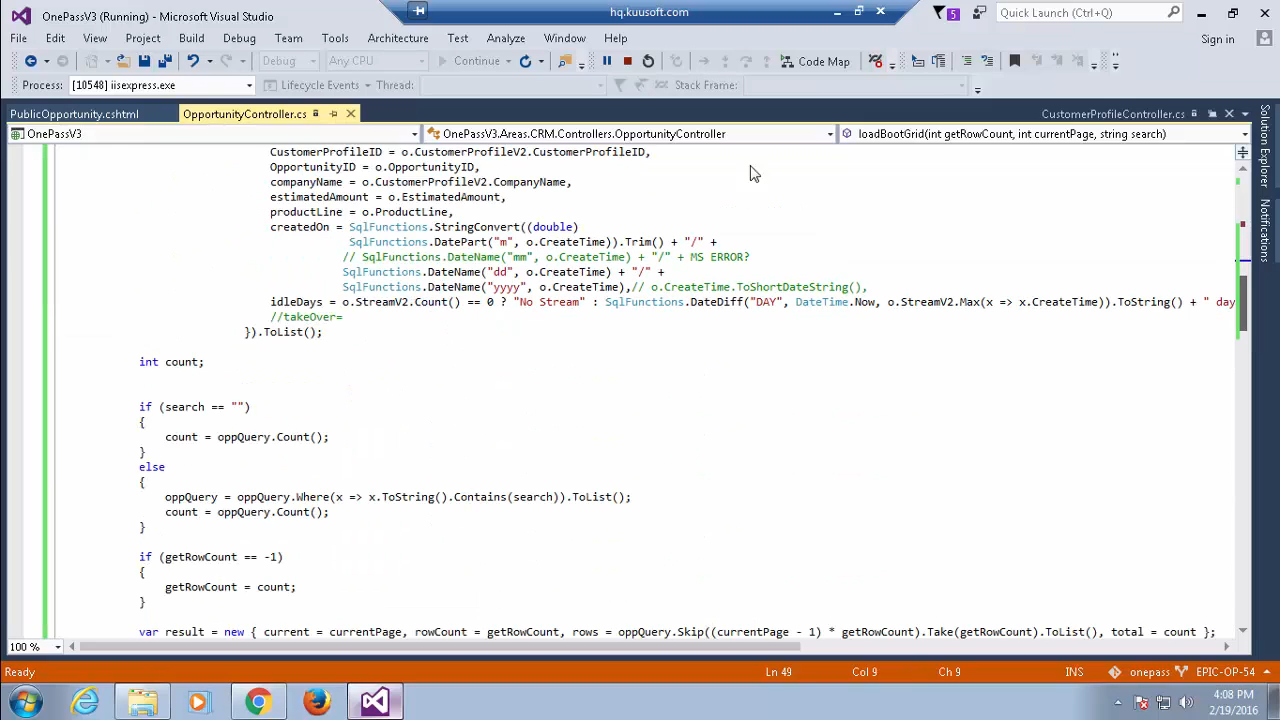 OnePassV3 (Running) - Microsoft Visual Studio
hq.kuusoft.com
5
Quick Launch (Ctrl+Q)
File Edit View Project Build Debug Team Tools Architecture Test Analyze Window Help
Sign in
Debug Any CPU Continue Code Map
Process: [10548] iisexpress.exe Lifecycle Events Thread: Stack Frame:
PublicOpportunity.cshtml OpportunityController.cs CustomerProfileController.cs
OnePassV3 OnePassV3.Areas.CRM.Controllers.OpportunityController loadBootGrid(int getRowCount, int currentPage, string search)
CustomerProfileID = o.CustomerProfileV2.CustomerProfileID,
OpportunityID = o.OpportunityID,
companyName = o.CustomerProfileV2.CompanyName,
estimatedAmount = o.EstimatedAmount,
productLine = o.ProductLine,
createdOn = SqlFunctions.StringConvert((double)
SqlFunctions.DatePart("m", o.CreateTime)).Trim() + "/" +
// SqlFunctions.DateName("mm", o.CreateTime) + "/" + MS ERROR?
SqlFunctions.DateName("dd", o.CreateTime) + "/" +
SqlFunctions.DateName("yyyy", o.CreateTime),// o.CreateTime.ToShortDateString(),
idleDays = o.StreamV2.Count() == 0 ? "No Stream" : SqlFunctions.DateDiff("DAY", DateTime.Now, o.StreamV2.Max(x => x.CreateTime)).ToString() + " day
//takeOver=
}).ToList();
int count;
if (search == "")
{
count = oppQuery.Count();
}
else
{
oppQuery = oppQuery.Where(x => x.ToString().Contains(search)).ToList();
count = oppQuery.Count();
}
if (getRowCount == -1)
{
getRowCount = count;
}
var result = new { current = currentPage, rowCount = getRowCount, rows = oppQuery.Skip((currentPage - 1) * getRowCount).Take(getRowCount).ToList(), total = count };
Solution Explorer
Notifications
100 %
Ready Ln 49 Col 9 Ch 9 INS onepass EPIC-OP-54
4:08 PM
2/19/2016